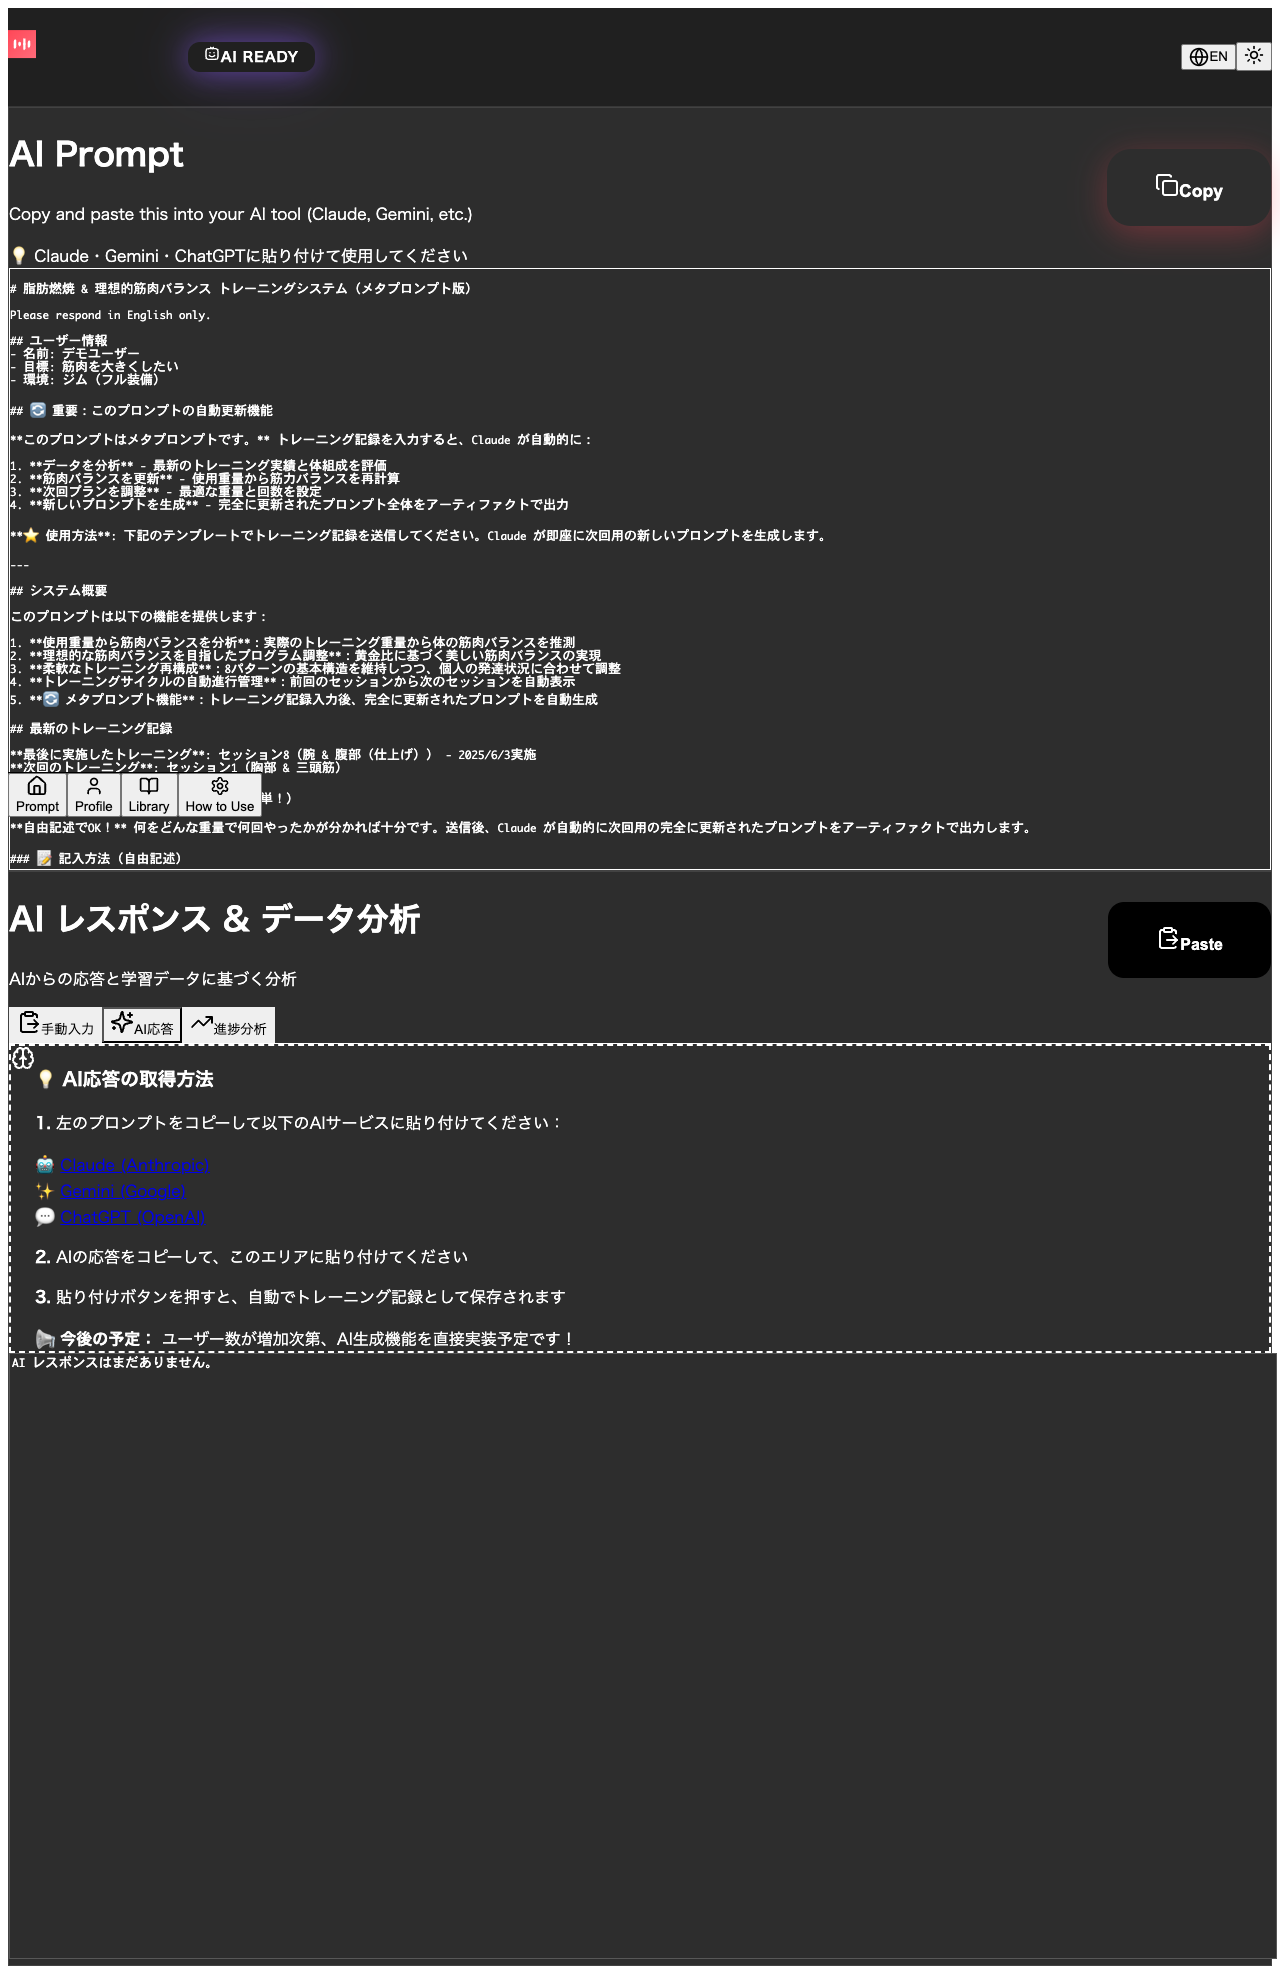 AI READY
EN
AI Prompt
Copy
Copy and paste this into your AI tool (Claude, Gemini, etc.)
💡 Claude・Gemini・ChatGPTに貼り付けて使用してください
# 脂肪燃焼 & 理想的筋肉バランス トレーニングシステム（メタプロンプト版）
Please respond in English only.
## ユーザー情報
- 名前: デモユーザー
- 目標: 筋肉を大きくしたい
- 環境: ジム（フル装備）
## 🔄 重要：このプロンプトの自動更新機能
**このプロンプトはメタプロンプトです。** トレーニング記録を入力すると、Claude が自動的に：
1. **データを分析** - 最新のトレーニング実績と体組成を評価
2. **筋肉バランスを更新** - 使用重量から筋力バランスを再計算
3. **次回プランを調整** - 最適な重量と回数を設定
4. **新しいプロンプトを生成** - 完全に更新されたプロンプト全体をアーティファクトで出力
**⭐ 使用方法**: 下記のテンプレートでトレーニング記録を送信してください。Claude が即座に次回用の新しいプロンプトを生成します。
---
## システム概要
このプロンプトは以下の機能を提供します：
1. **使用重量から筋肉バランスを分析**：実際のトレーニング重量から体の筋肉バランスを推測
2. **理想的な筋肉バランスを目指したプログラム調整**：黄金比に基づく美しい筋肉バランスの実現
3. **柔軟なトレーニング再構成**：8パターンの基本構造を維持しつつ、個人の発達状況に合わせて調整
4. **トレーニングサイクルの自動進行管理**：前回のセッションから次のセッションを自動表示
5. **🔄 メタプロンプト機能**：トレーニング記録入力後、完全に更新されたプロンプトを自動生成
## 最新のトレーニング記録
**最後に実施したトレーニング**: セッション8（腕 & 腹部（仕上げ）） - 2025/6/3実施
**次回のトレーニング**: セッション1（胸部 & 三頭筋）
単！）
Prompt
Profile
Library
How to Use
**自由記述でOK！** 何をどんな重量で何回やったかが分かれば十分です。送信後、Claude が自動的に次回用の完全に更新されたプロンプトをアーティファクトで出力します。
### 📝 記入方法（自由記述）
AI レスポンス & データ分析
Paste
AIからの応答と学習データに基づく分析
手動入力
AI応答
進捗分析
💡 AI応答の取得方法
1. 左のプロンプトをコピーして以下のAIサービスに貼り付けてください：
🤖 Claude (Anthropic)
✨ Gemini (Google)
💬 ChatGPT (OpenAI)
2. AIの応答をコピーして、このエリアに貼り付けてください
3. 貼り付けボタンを押すと、自動でトレーニング記録として保存されます
📢 今後の予定： ユーザー数が増加次第、AI生成機能を直接実装予定です！
AI レスポンスはまだありません。